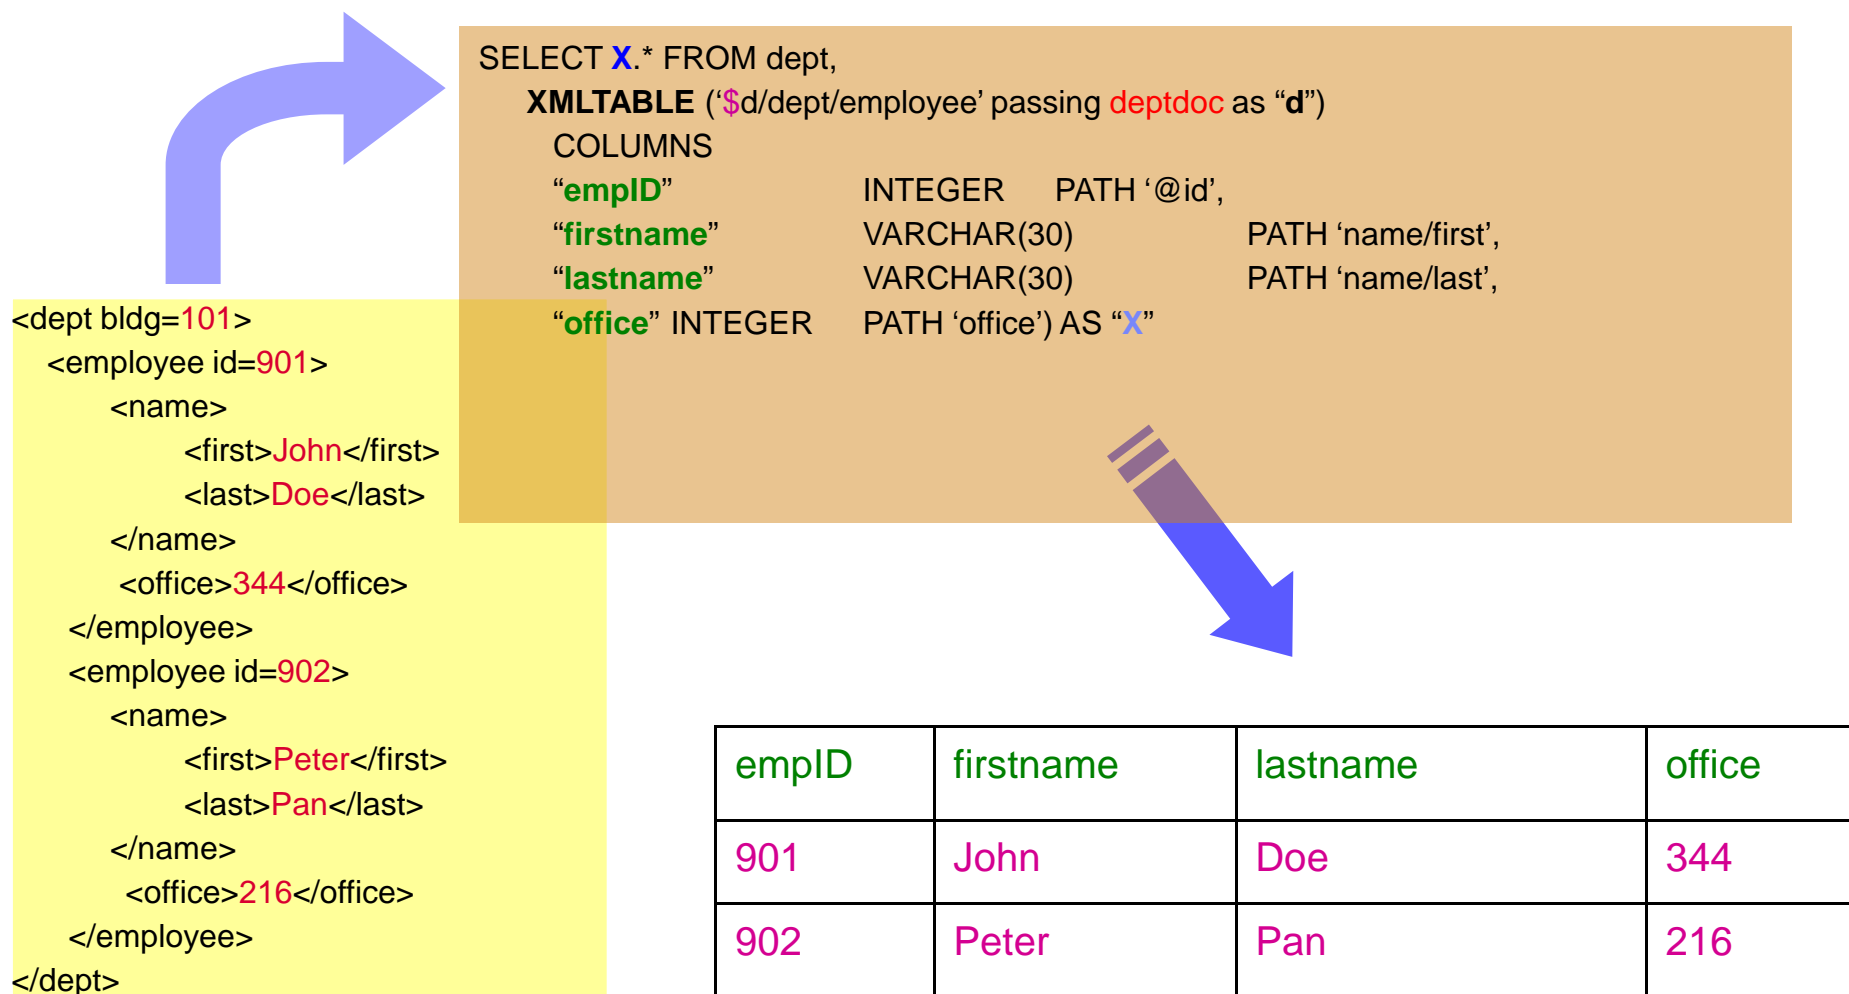 SELECT X.* FROM dept,
XMLTABLE (‘$d/dept/employee’ passing deptdoc as “d”)
COLUMNS
“empID” INTEGER PATH ‘@id’,
“firstname” VARCHAR(30) PATH ‘name/first’,
“lastname” VARCHAR(30) PATH ‘name/last’,
“office” INTEGER PATH ‘office’) AS “X”
<dept bldg=101>
<employee id=901>
<name>
<first>John</first>
<last>Doe</last>
</name>
<office>344</office>
</employee>
<employee id=902>
<name>
<first>Peter</first>
<last>Pan</last>
</name>
<office>216</office>
</employee>
</dept>
empID firstname lastname office
901 John Doe 344
902 Peter Pan 216